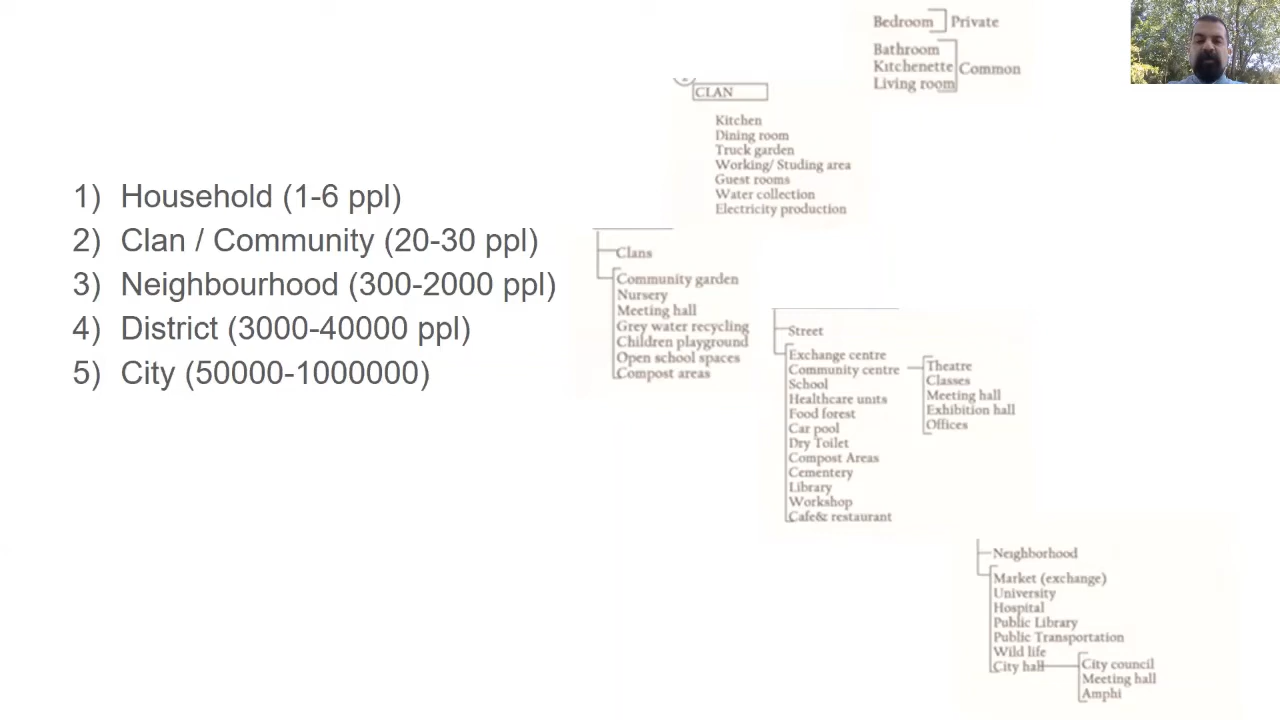 1) Household (1-6 ppl)
2) Clan / Community (20-30 ppl)
3) Neighbourhood (300-2000 ppl)
4) District (3000-40000 ppl)
5) City (50000-1000000)
Bedroom Private
Bathroom
Kitchenette Common
Living room
CLAN
Kitchen
Dining room
Truck garden
Working/ Studing area
Guest rooms
Water collection
Electricity production
Clans
Community garden
Nursery
Meeting hall
Grey water recycling
Children playground
Open school spaces
Compost areas
Street
Exchange centre
Community centre
School
Healthcare units
Food forest
Car pool
Dry Toilet
Compost Areas
Cementery
Library
Workshop
Cafe& restaurant
Theatre
Classes
Meeting hall
Exhibition hall
Offices
Neighborhood
Market (exchange)
University
Hospital
Public Library
Public Transportation
Wild life
City hall
City council
Meeting hall
Amphi